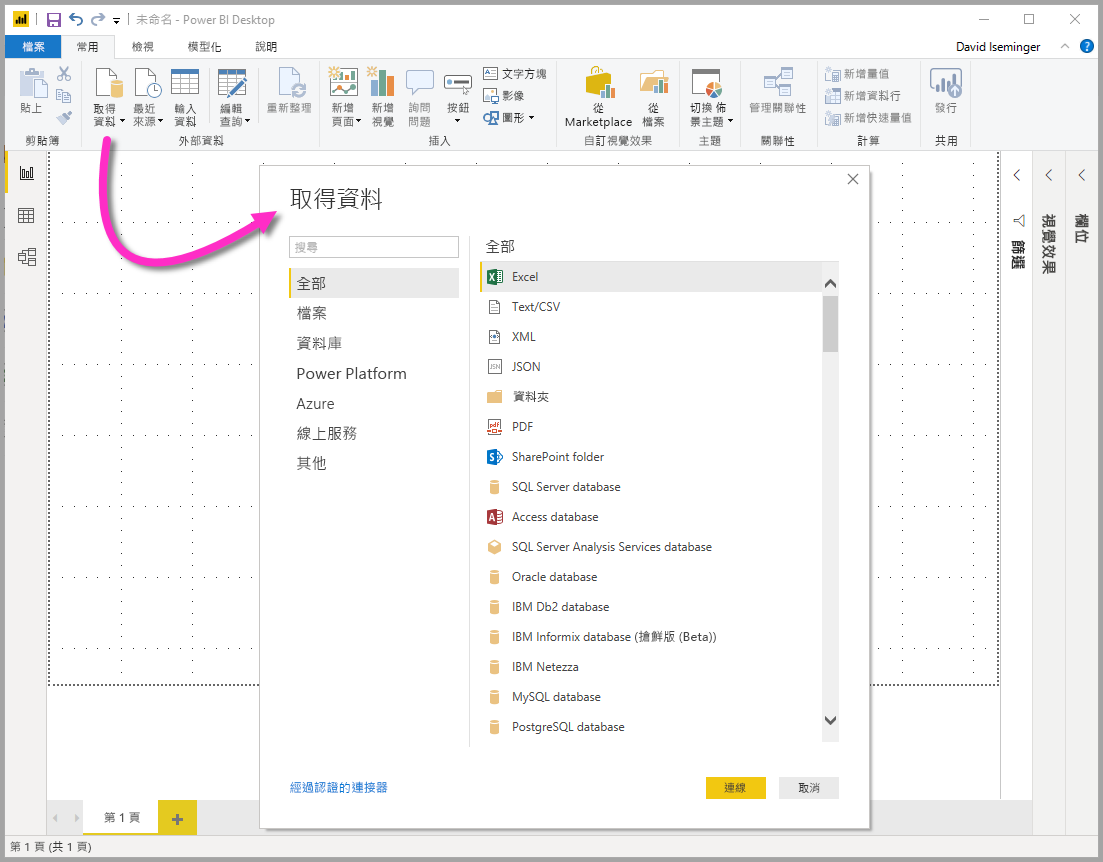 未命名 - Power BI Desktop
檔案 常用 檢視 模型化 說明 David Iseminger ?
貼上
剪貼簿
取得資料
最近來源
輸入資料
編輯查詢
重新整理
外部資料
新增頁面
新增視覺
詢問問題
按鈕
文字方塊
影像
圖形
插入
從 Marketplace
從檔案
自訂視覺效果
切換 佈景主題
主題
管理關聯性
關聯性
新增量值
新增資料行
新增快速量值
計算
發行
共用
篩選
視覺效果
欄位
取得資料
搜尋
全部
檔案
資料庫
Power Platform
Azure
線上服務
其他
全部
Excel
Text/CSV
XML
JSON
資料夾
PDF
SharePoint folder
SQL Server database
Access database
SQL Server Analysis Services database
Oracle database
IBM Db2 database
IBM Informix database (搶鮮版 (Beta))
IBM Netezza
MySQL database
PostgreSQL database
經過認證的連接器
連線
取消
第 1 頁
第 1 頁 (共 1 頁)